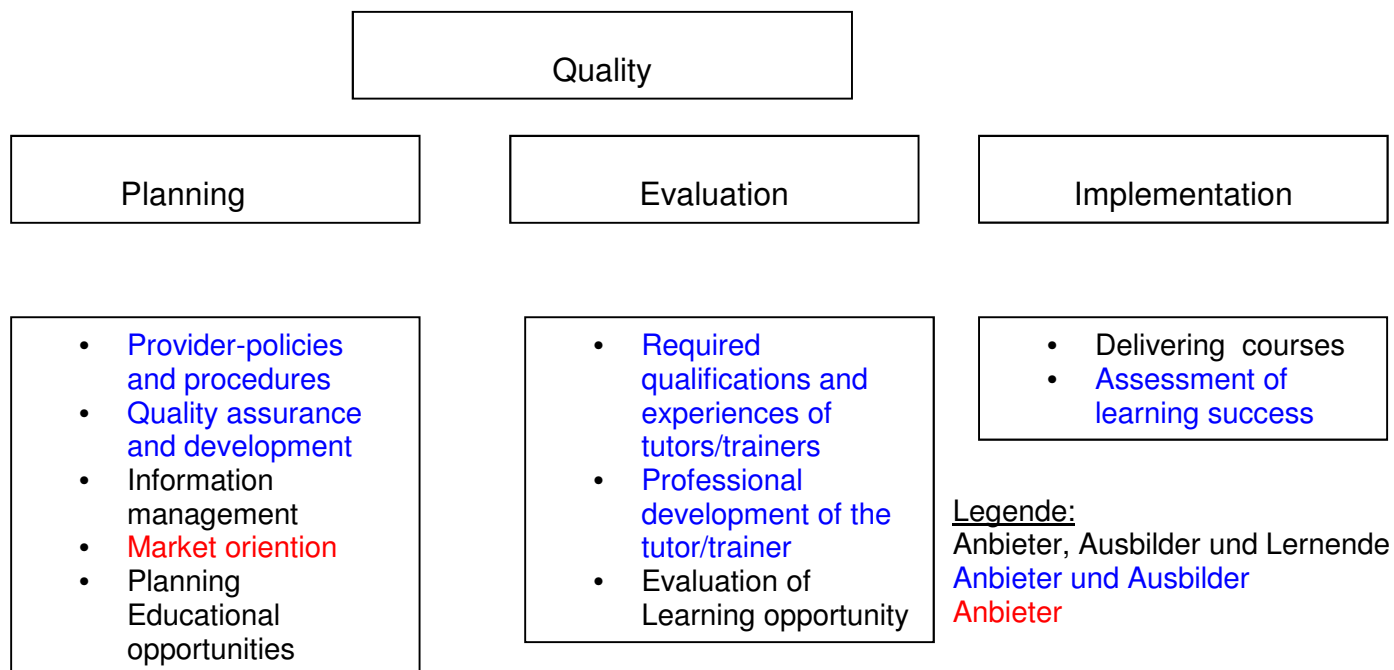 Quality
Planning
Evaluation
Implementation
• Provider-policies
and procedures
• Quality assurance
and development
• Information
management
• Market oriention
• Planning
Educational
opportunities
• Required
qualifications and
experiences of
tutors/trainers
• Professional
development of the
tutor/trainer
• Evaluation of
Learning opportunity
• Delivering courses
• Assessment of
learning success
Legende:
Anbieter, Ausbilder und Lernende
Anbieter und Ausbilder
Anbieter